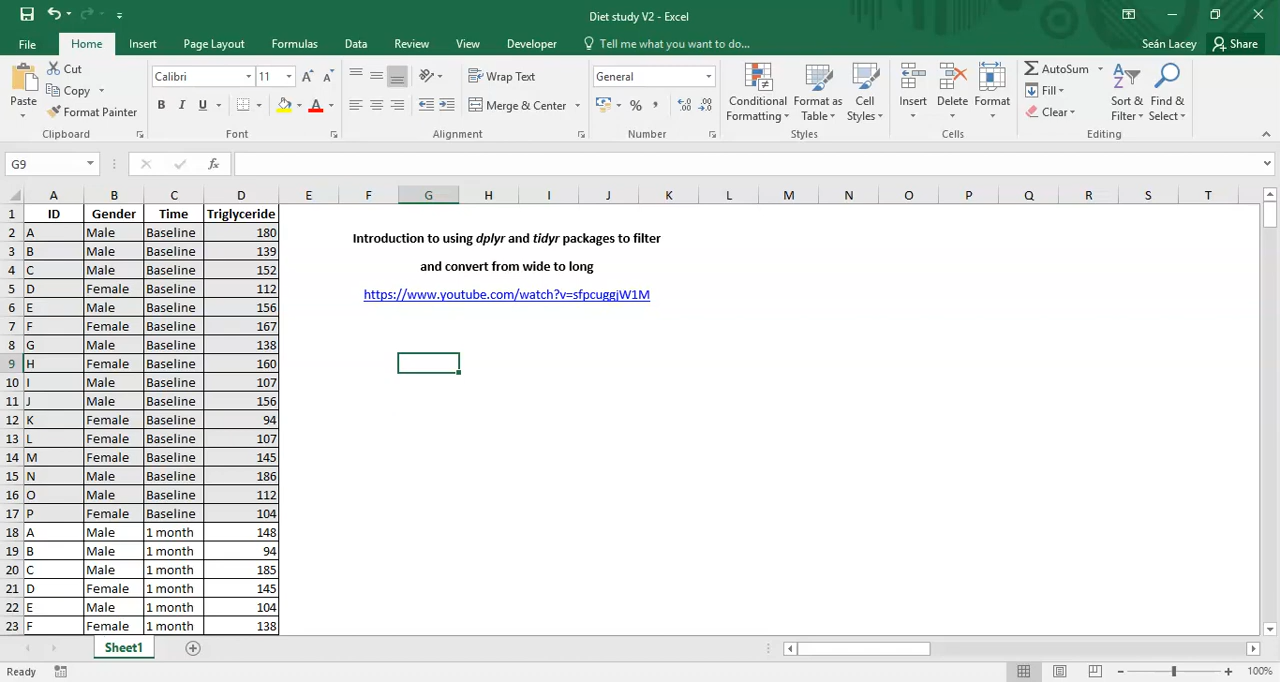 Diet study V2 - Excel
File Home Insert Page Layout Formulas Data Review View Developer Tell me what you want to do... Seán Lacey Share
Paste
Cut
Copy
Format Painter
Clipboard
Calibri 11
B I U
Font
Wrap Text
Merge & Center
Alignment
General
%
Number
Conditional Formatting
Format as Table
Cell Styles
Styles
Insert
Delete
Format
Cells
AutoSum
Fill
Clear
Sort & Filter
Find & Select
Editing
G9 fx
A B C D E F G H I J K L M N O P Q R S T
1 ID Gender Time Triglyceride
2 A Male Baseline 180
3 B Male Baseline 139
4 C Male Baseline 152
5 D Female Baseline 112
6 E Male Baseline 156
7 F Female Baseline 167
8 G Male Baseline 138
9 H Female Baseline 160
10 I Male Baseline 107
11 J Male Baseline 156
12 K Female Baseline 94
13 L Female Baseline 107
14 M Female Baseline 145
15 N Male Baseline 186
16 O Male Baseline 112
17 P Female Baseline 104
18 A Male 1 month 148
19 B Male 1 month 94
20 C Male 1 month 185
21 D Female 1 month 145
22 E Male 1 month 104
23 F Female 1 month 138
Introduction to using dplyr and tidyr packages to filter
and convert from wide to long
https://www.youtube.com/watch?v=sfpcuggjW1M
Sheet1
Ready
100%